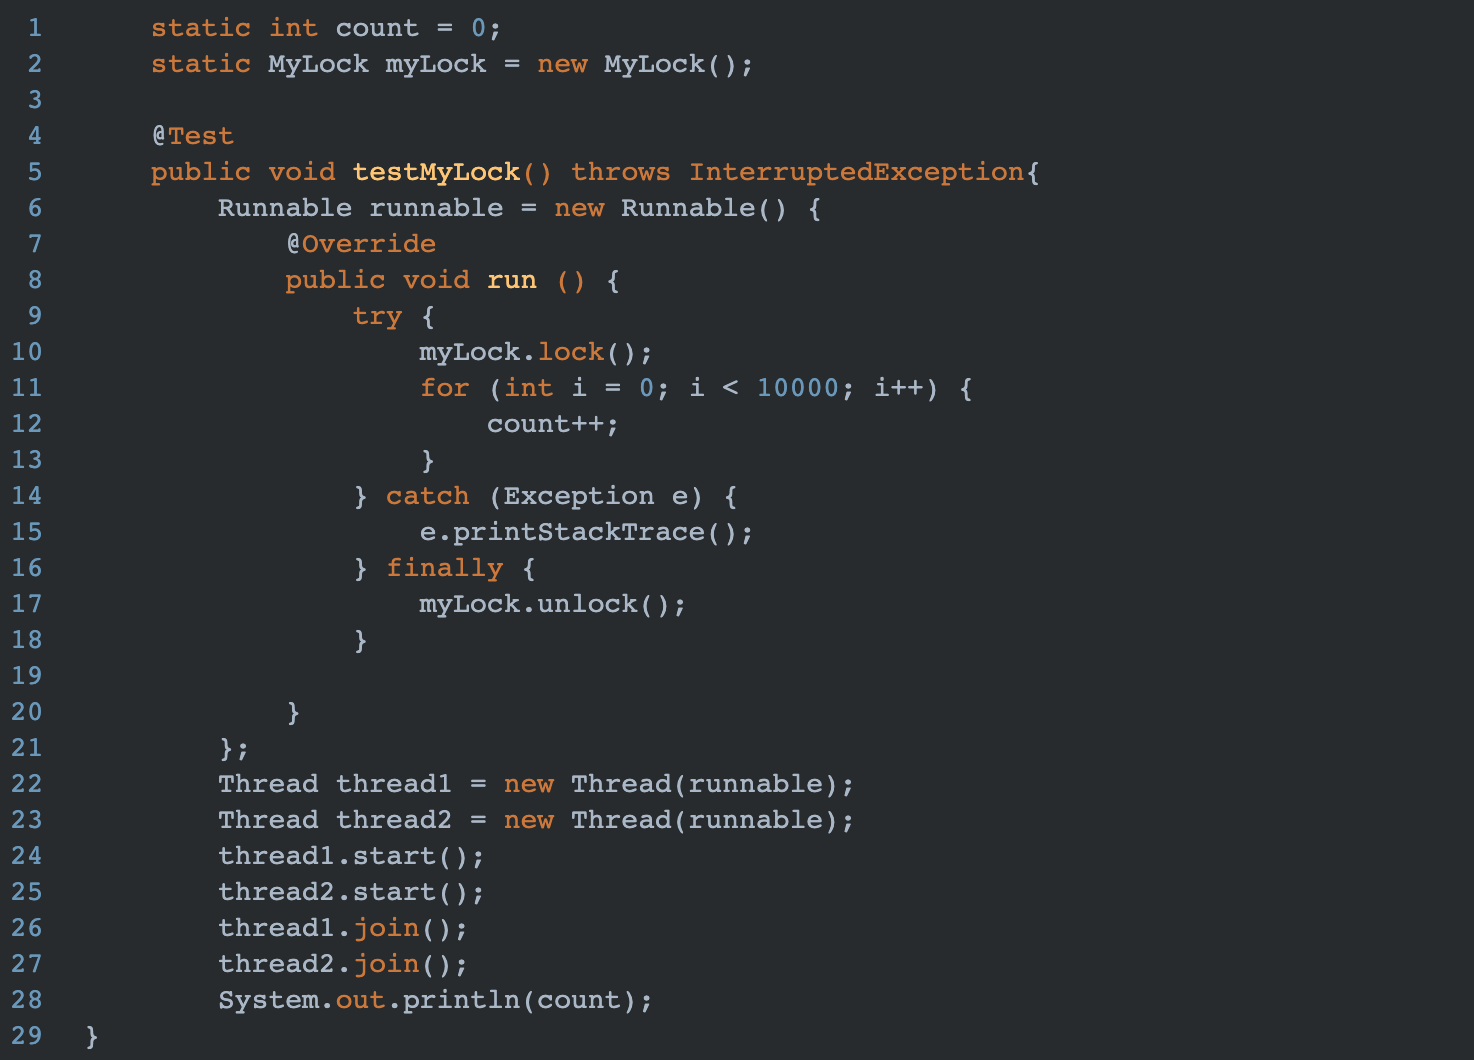 1 static int count = 0;
2 static MyLock myLock = new MyLock();
3
4 @Test
5 public void testMyLock() throws InterruptedException{
6 Runnable runnable = new Runnable() {
7 @Override
8 public void run () {
9 try {
10 myLock.lock();
11 for (int i = 0; i < 10000; i++) {
12 count++;
13 }
14 } catch (Exception e) {
15 e.printStackTrace();
16 } finally {
17 myLock.unlock();
18 }
19
20 }
21 };
22 Thread thread1 = new Thread(runnable);
23 Thread thread2 = new Thread(runnable);
24 thread1.start();
25 thread2.start();
26 thread1.join();
27 thread2.join();
28 System.out.println(count);
29 }